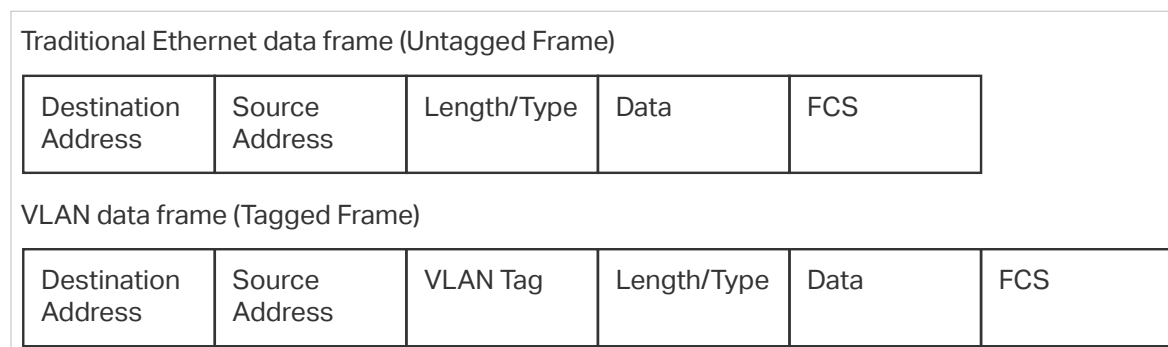 Traditional Ethernet data frame (Untagged Frame)
Destination Address Source Address Length/Type Data FCS
VLAN data frame (Tagged Frame)
Destination Address Source Address VLAN Tag Length/Type Data FCS